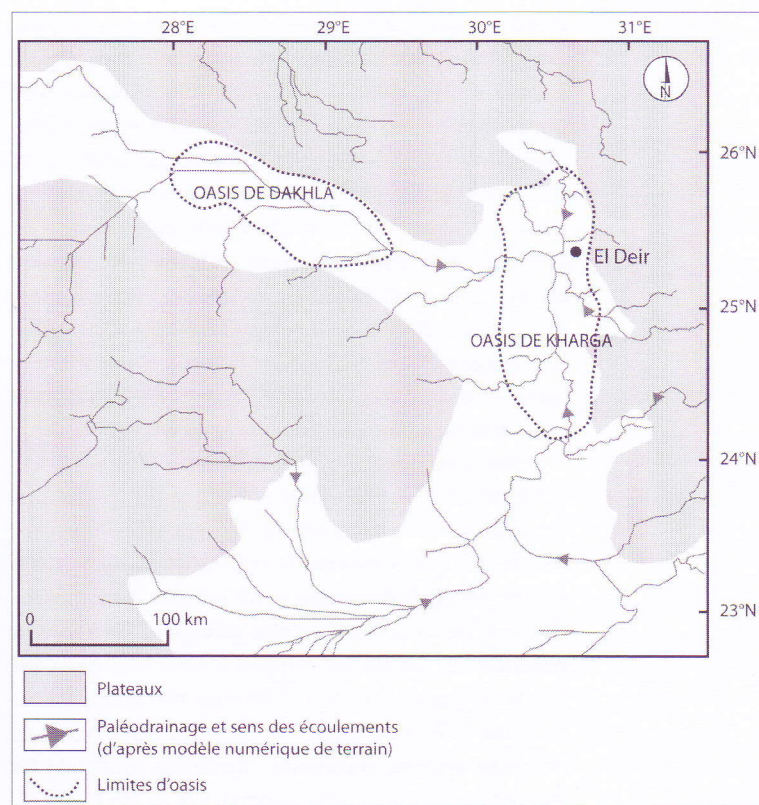 28°E 29°E 30°E 31°E
N
26°N
OASIS DE DAKHLA
El Deir
25°N
OASIS DE KHARGA
24°N
23°N
0 100 km
Plateaux
Paléodrainage et sens des écoulements
(d'après modèle numérique de terrain)
Limites d'oasis